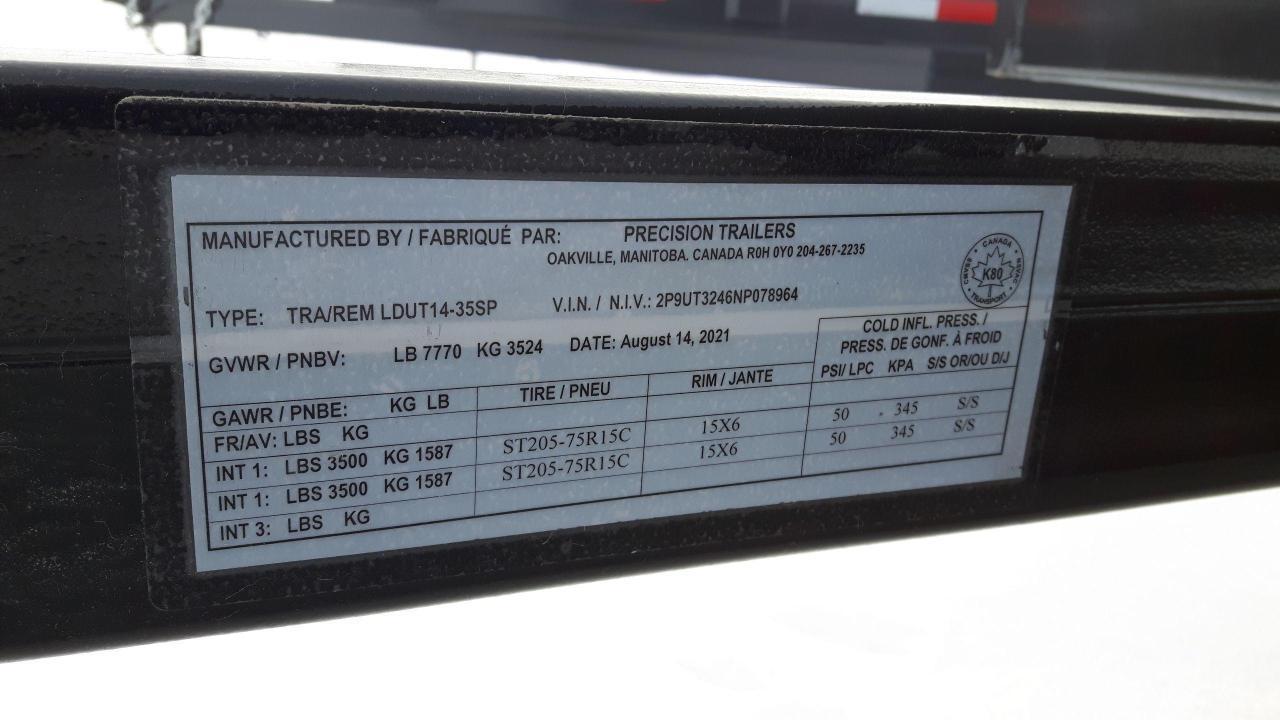 MANUFACTURED BY / FABRIQUÉ PAR: PRECISION TRAILERS
OAKVILLE, MANITOBA. CANADA R0H 0Y0 204-267-2235
CANADA
K80
TRANSPORT
TYPE: TRA/REM LDUT14-35SP V.I.N. / N.I.V.: 2P9UT3246NP078964
GVWR / PNBV: LB 7770 KG 3524 DATE: August 14, 2021
COLD INFL. PRESS. /
PRESS. DE GONF. À FROID
GAWR / PNBE: KG LB TIRE / PNEU RIM / JANTE PSI/ LPC KPA S/S OR/OU D/J
FR/AV: LBS KG
INT 1: LBS 3500 KG 1587 ST205-75R15C 15X6 50 345 S/S
INT 1: LBS 3500 KG 1587 ST205-75R15C 15X6 50 345 S/S
INT 3: LBS KG